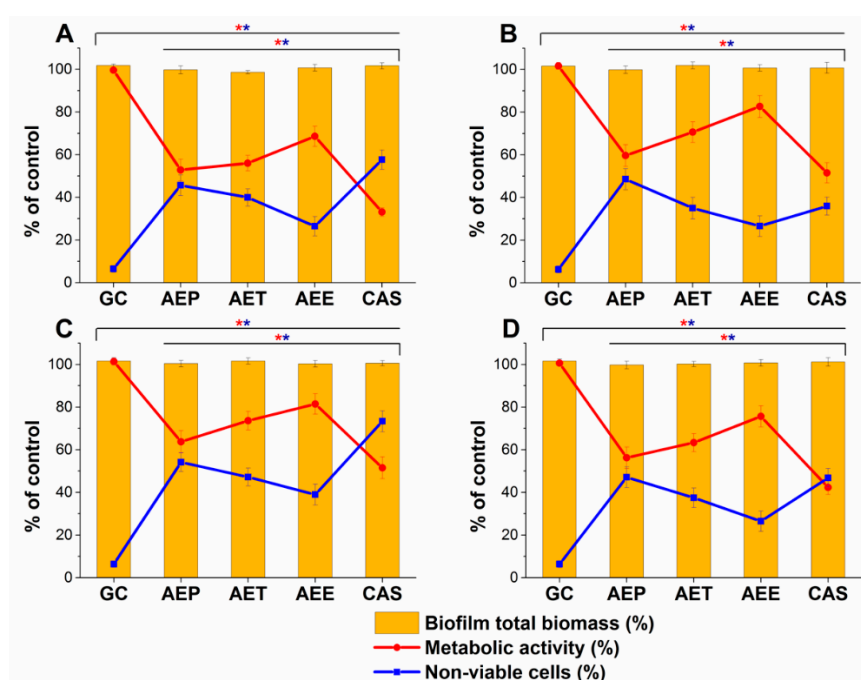 A
**
**
% of control
100
80
60
40
20
0
GC AEP AET AEE CAS
B
**
**
% of control
100
80
60
40
20
0
GC AEP AET AEE CAS
C
**
**
% of control
100
80
60
40
20
0
GC AEP AET AEE CAS
D
**
**
% of control
100
80
60
40
20
0
GC AEP AET AEE CAS
Biofilm total biomass (%)
Metabolic activity (%)
Non-viable cells (%)